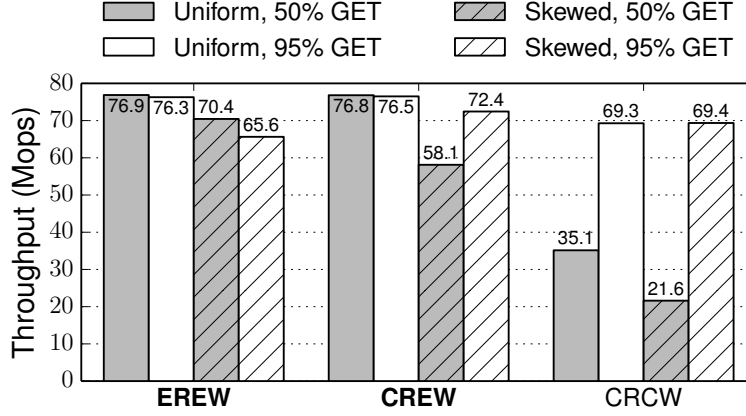 Uniform, 50% GET
Skewed, 50% GET
Uniform, 95% GET
Skewed, 95% GET
Throughput (Mops)
80
70
60
50
40
30
20
10
0
76.9
76.3
70.4
65.6
76.8
76.5
58.1
72.4
35.1
69.3
21.6
69.4
EREW
CREW
CRCW